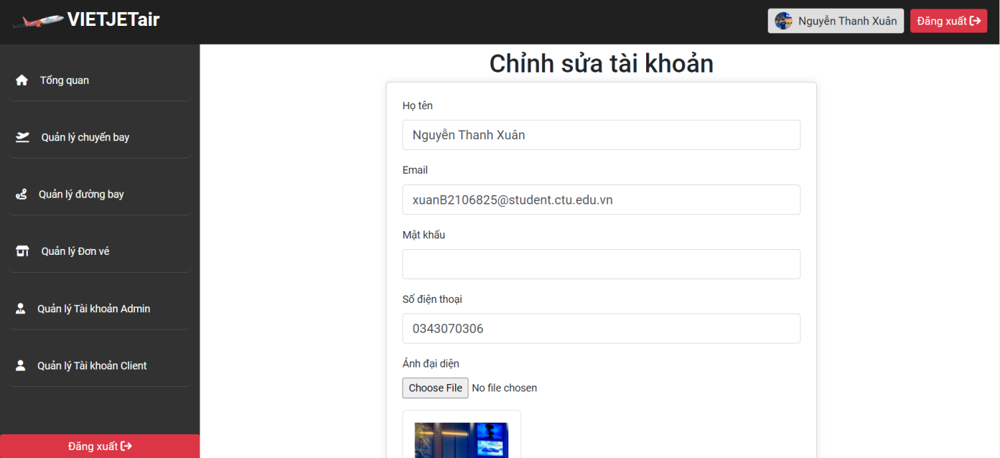 VIETJETair
Nguyễn Thanh Xuân
Đăng xuất
Tổng quan
Quản lý chuyến bay
Quản lý đường bay
Quản lý Đơn vé
Quản lý Tài khoản Admin
Quản lý Tài khoản Client
Đăng xuất
Chỉnh sửa tài khoản
Họ tên
Nguyễn Thanh Xuân
Email
xuanB2106825@student.ctu.edu.vn
Mật khẩu
Số điện thoại
0343070306
Ảnh đại diện
Choose File No file chosen